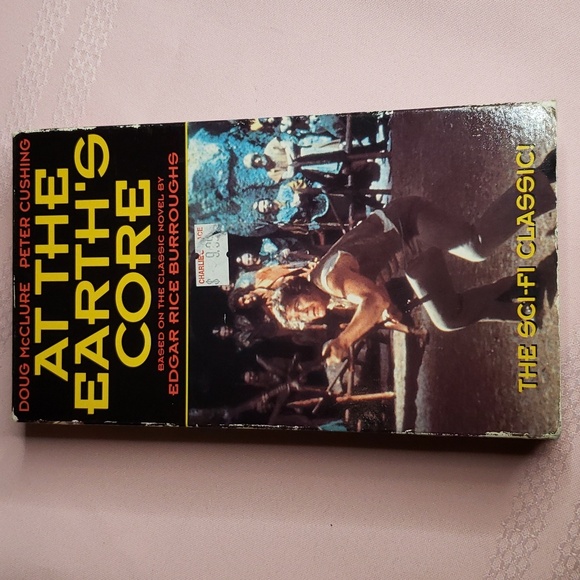 DOUG McCLURE PETER CUSHING
AT THE
EARTH'S
CORE
BASED ON THE CLASSIC NOVEL BY
EDGAR RICE BURROUGHS
THE SCI-FI CLASSIC!